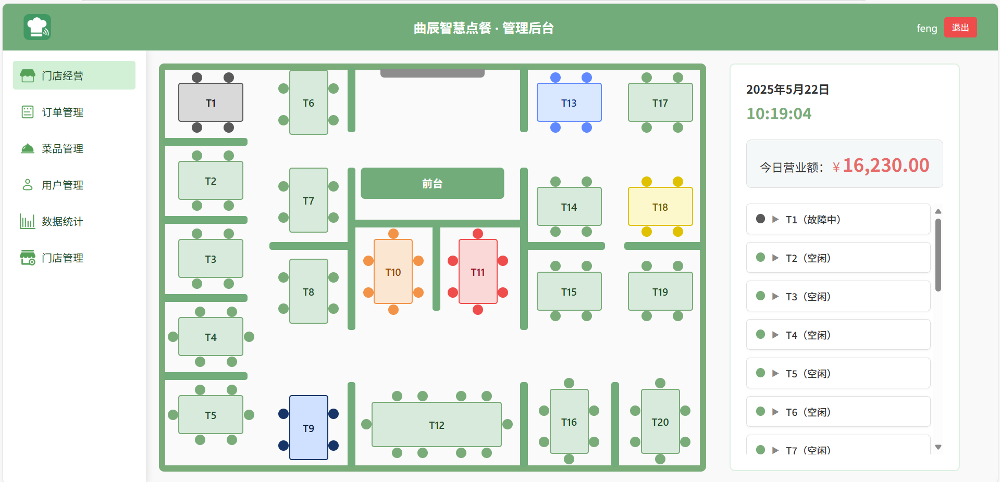 曲辰智慧点餐 · 管理后台
feng
退出
门店经营
订单管理
菜品管理
用户管理
数据统计
门店管理
T1
T6
T13
T17
T2
T7
前台
T14
T18
T3
T8
T10
T11
T15
T19
T4
T5
T9
T12
T16
T20
2025年5月22日
10:19:04
今日营业额：￥16,230.00
T1（故障中）
T2（空闲）
T3（空闲）
T4（空闲）
T5（空闲）
T6（空闲）
T7（空闲）